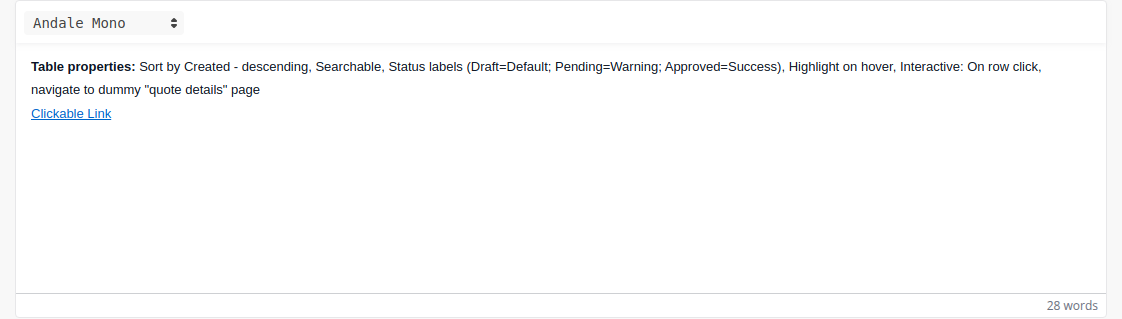 Andale Mono
Table properties: Sort by Created - descending, Searchable, Status labels (Draft=Default; Pending=Warning; Approved=Success), Highlight on hover, Interactive: On row click,
navigate to dummy "quote details" page
Clickable Link
28 words